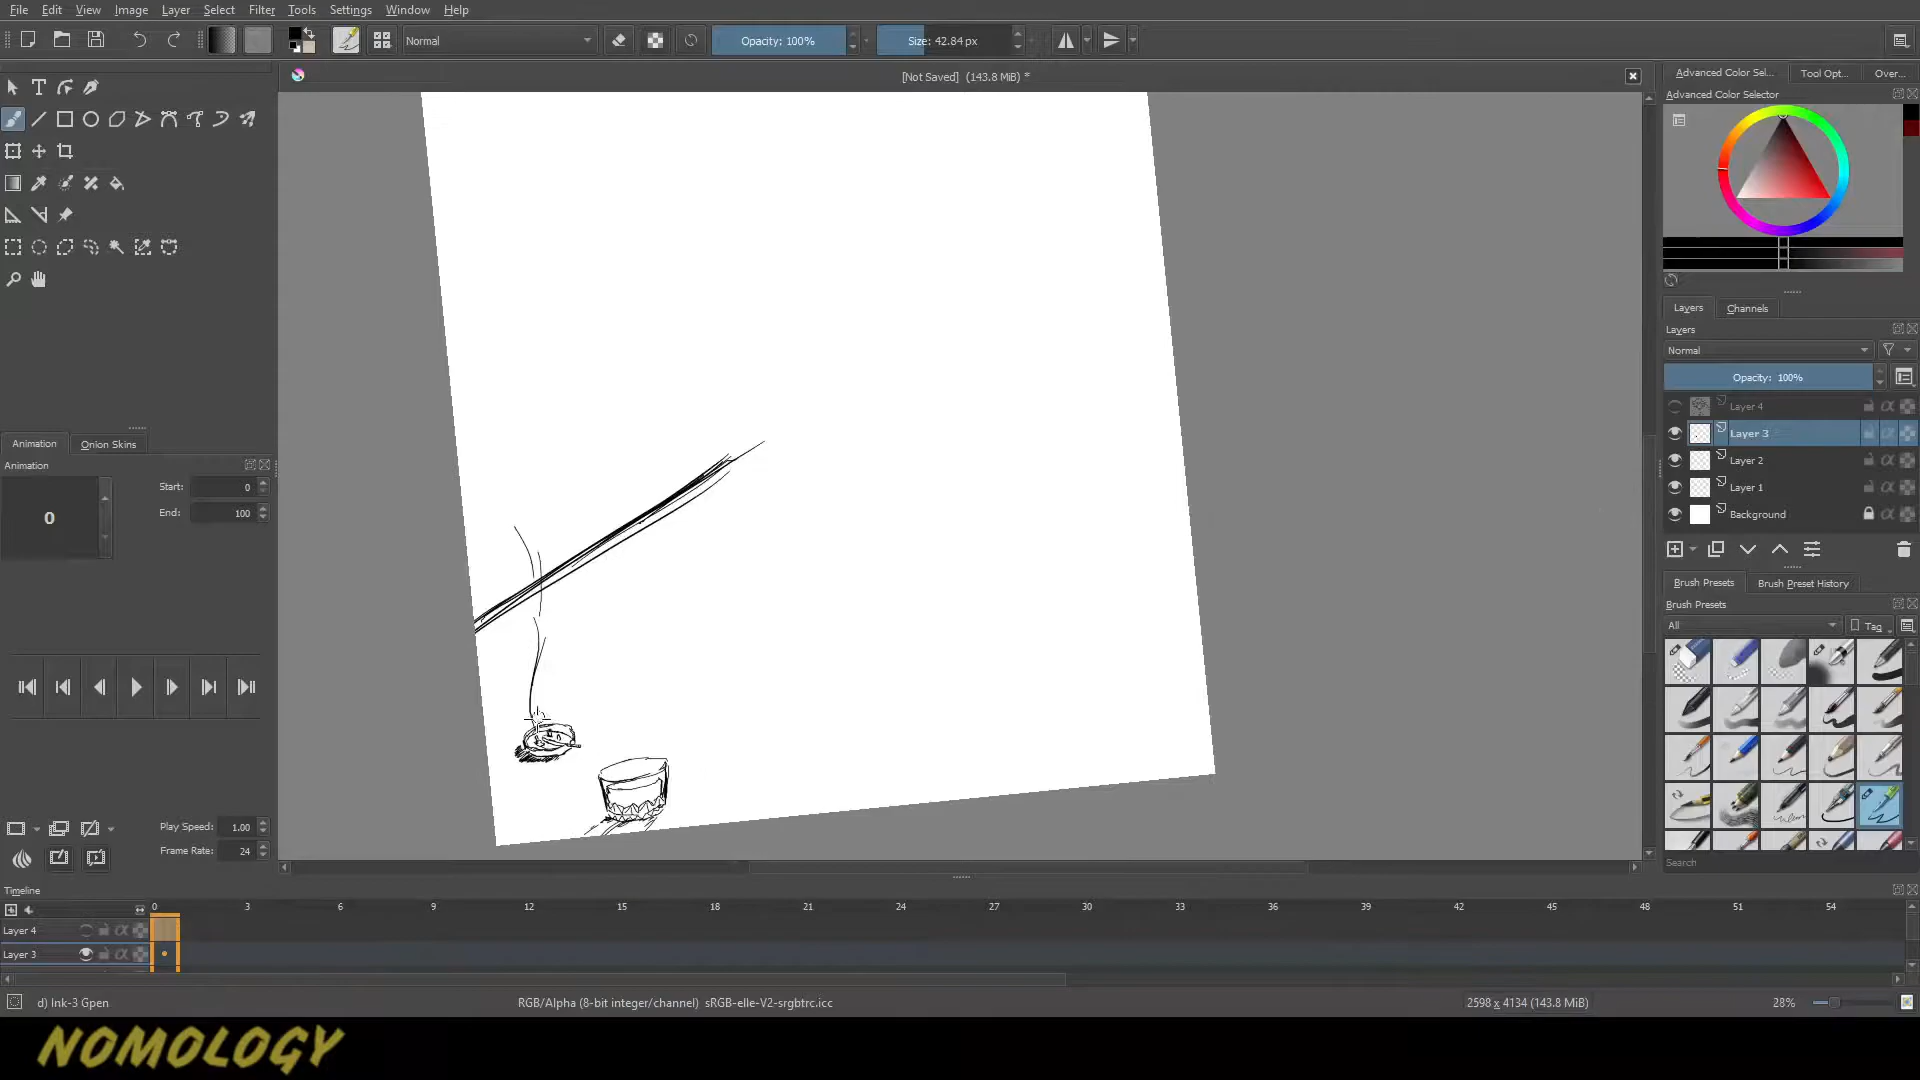 File Edit View Image Layer Select Filter Tools Settings Window Help
Normal
Opacity: 100%
Size: 42.84 px
[Not Saved] (143.8 MiB) *
Advanced Color Sel... Tool Opt... Over...
Advanced Color Selector
Layers Channels
Layers
Normal
Opacity: 100%
Layer 4
Layer 3
Layer 2
Layer 1
Background
Brush Presets Brush Preset History
Brush Presets
All Tag
Search
Animation Onion Skins
Animation
Start: 0
End: 100
0
Play Speed: 1.00
Frame Rate: 24
Timeline
0 3 6 9 12 15 18 21 24 27 30 33 36 39 42 45 48 51 54
Layer 4
Layer 3
d) Ink-3 Gpen
RGB/Alpha (8-bit integer/channel) sRGB-elle-V2-srgbtrc.icc
2598 x 4134 (143.8 MiB)
28%
NOMOLOGY